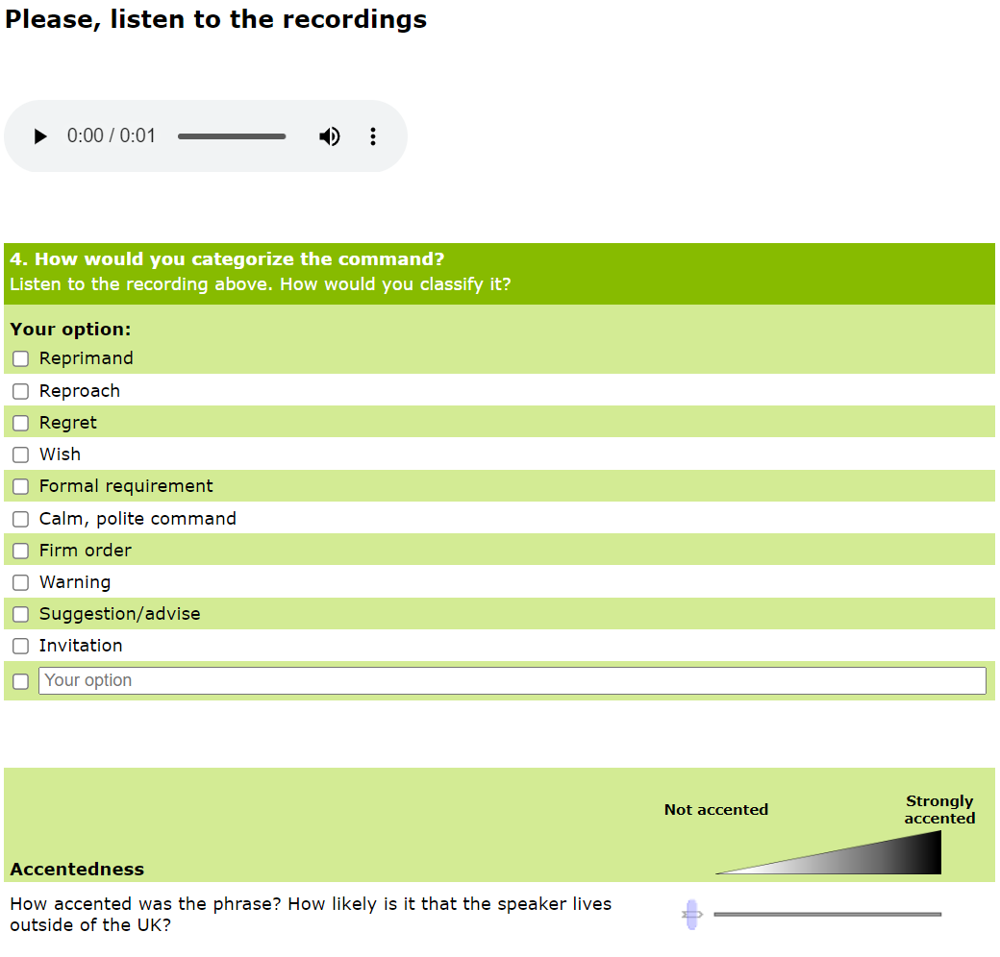 Please, listen to the recordings
0:00 / 0:01
4. How would you categorize the command?
Listen to the recording above. How would you classify it?
Your option:
Reprimand
Reproach
Regret
Wish
Formal requirement
Calm, polite command
Firm order
Warning
Suggestion/advise
Invitation
Your option
Not accented
Strongly
accented
Accentedness
How accented was the phrase? How likely is it that the speaker lives
outside of the UK?